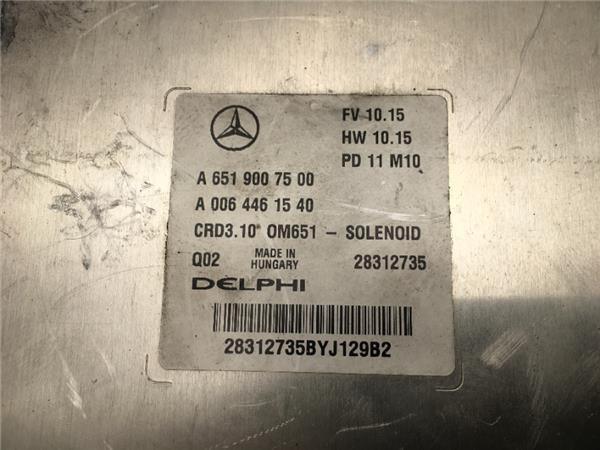 FV 10.15
HW 10.15
PD 11 M10
A 651 900 75 00
A 006 446 15 40
CRD3.10 OM651 - SOLENOID
Q02 MADE IN HUNGARY 28312735
DELPHI
28312735BYJ129B2